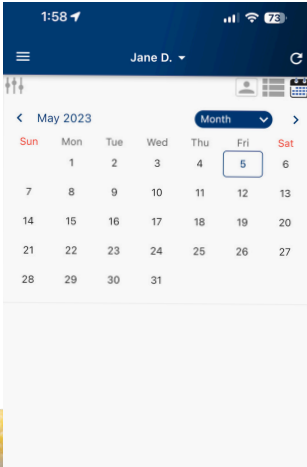 1:58
73
Jane D.
May 2023
Month
Sun Mon Tue Wed Thu Fri Sat
1 2 3 4 5 6
7 8 9 10 11 12 13
14 15 16 17 18 19 20
21 22 23 24 25 26 27
28 29 30 31